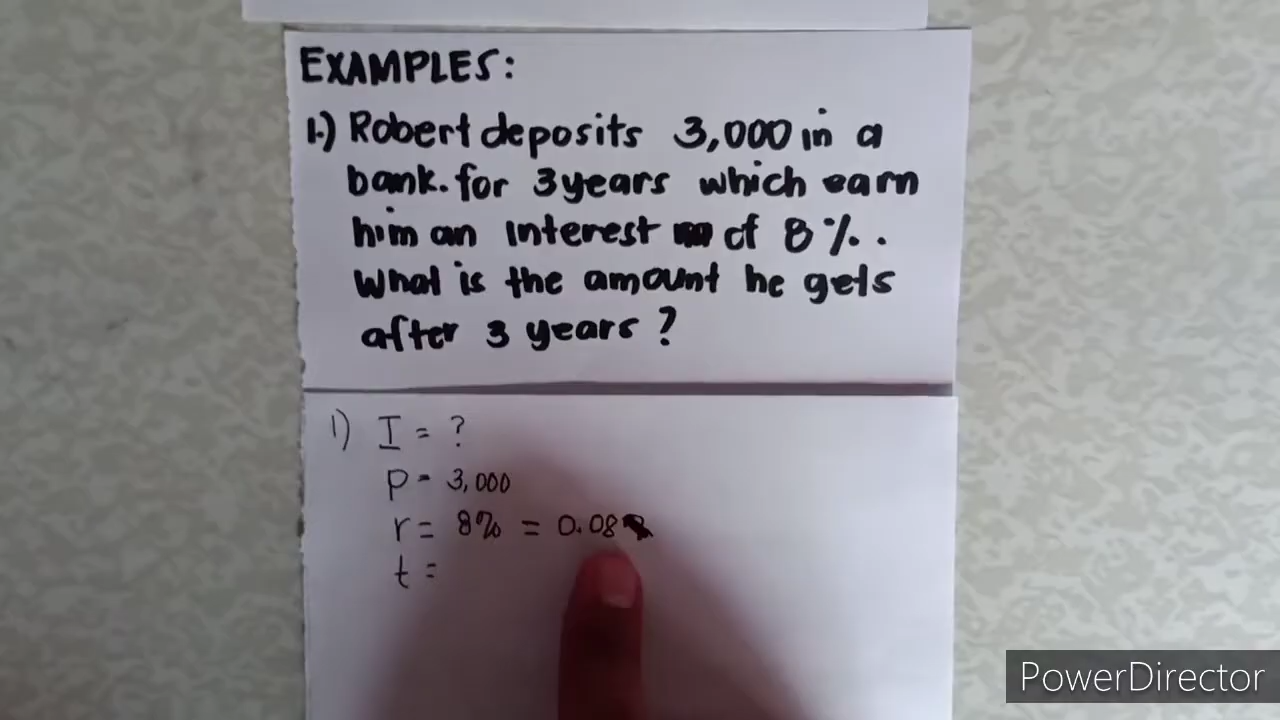 EXAMPLES:
1.) Robert deposits 3,000 in a
bank. for 3 years which earn
him an interest of 8%.
What is the amount he gets
after 3 years?
1) I = ?
P = 3,000
r = 8% = 0.08
t =
PowerDirector